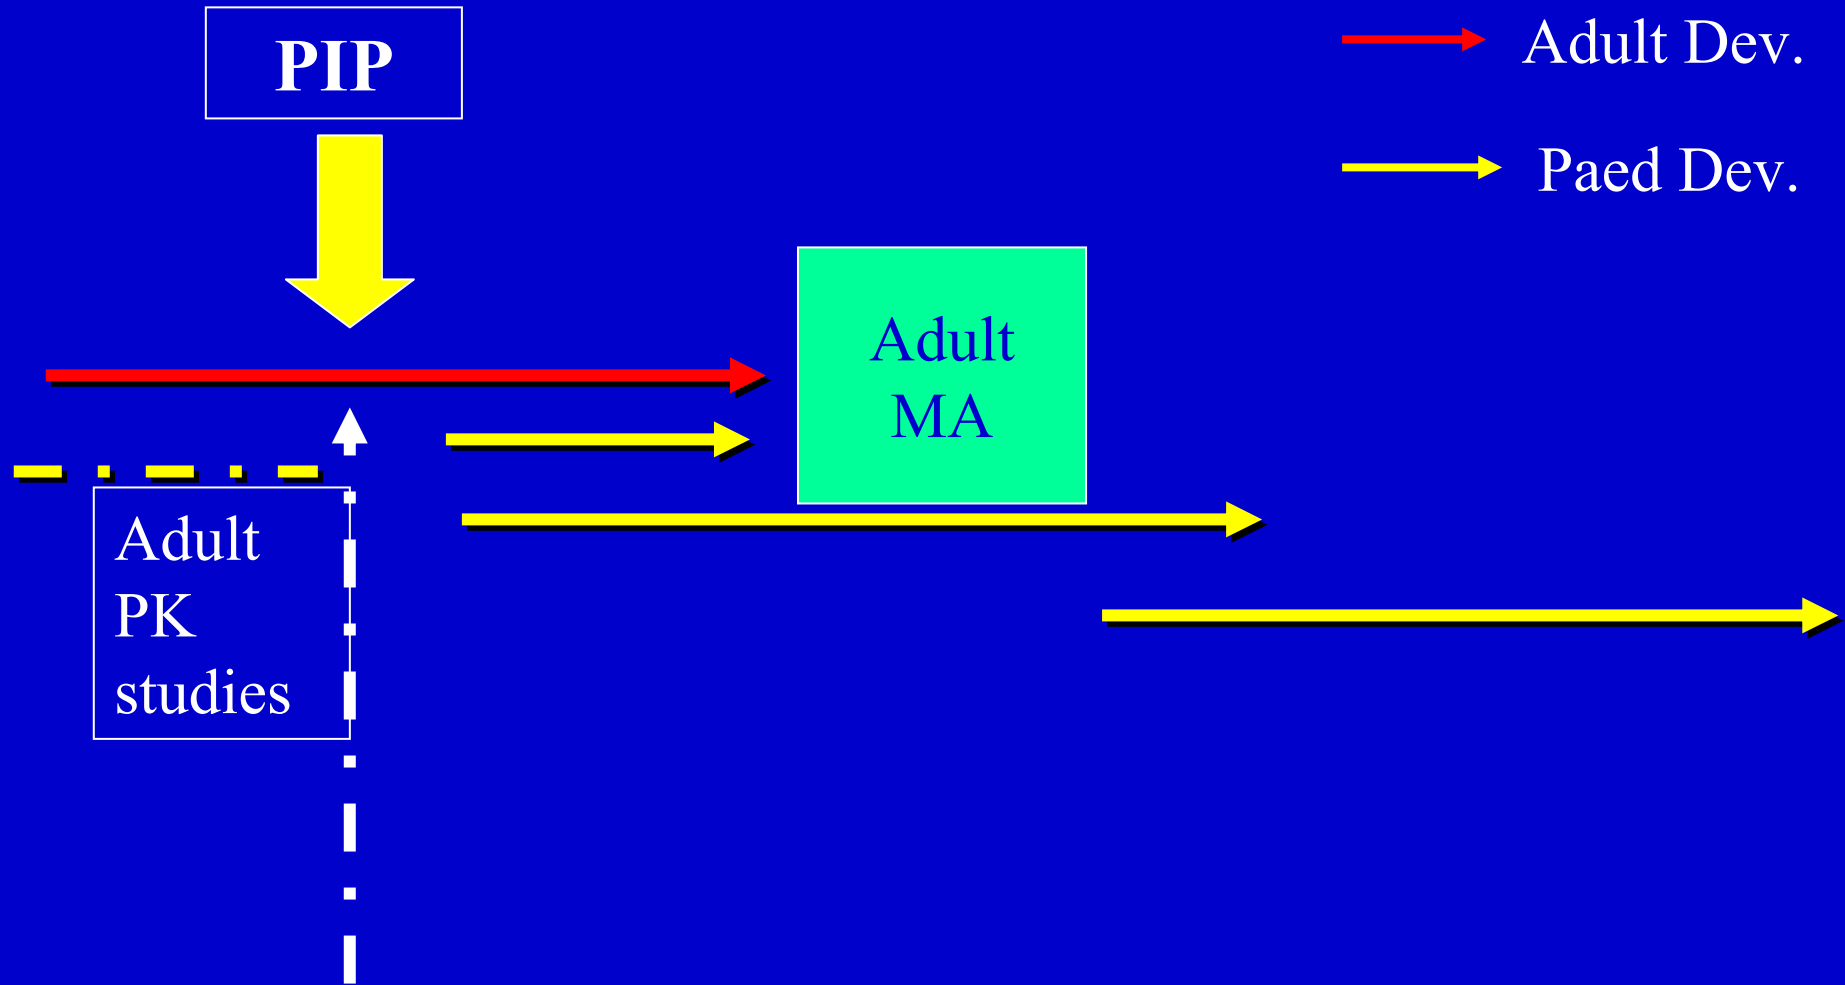 PIP
Adult Dev.
Paed Dev.
Adult
MA
Adult
PK
studies